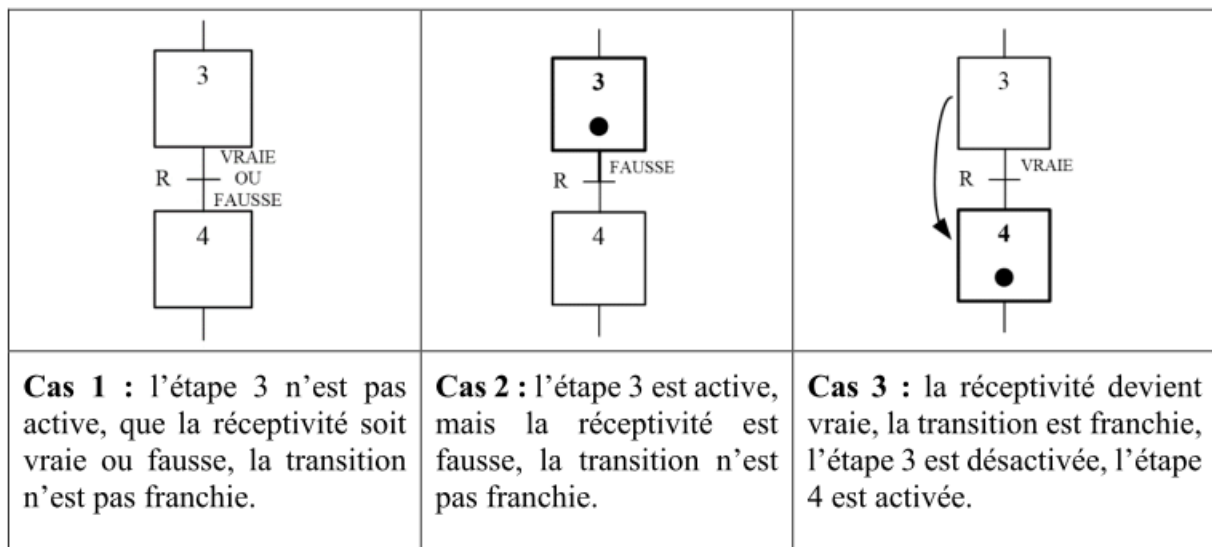 3
VRAIE
R OU
FAUSSE
4
3
FAUSSE
R
4
3
VRAIE
R
4
Cas 1 : l’étape 3 n’est pas
active, que la réceptivité soit
vraie ou fausse, la transition
n’est pas franchie.
Cas 2 : l’étape 3 est active,
mais la réceptivité est
fausse, la transition n’est
pas franchie.
Cas 3 : la réceptivité devient
vraie, la transition est franchie,
l’étape 3 est désactivée, l’étape
4 est activée.